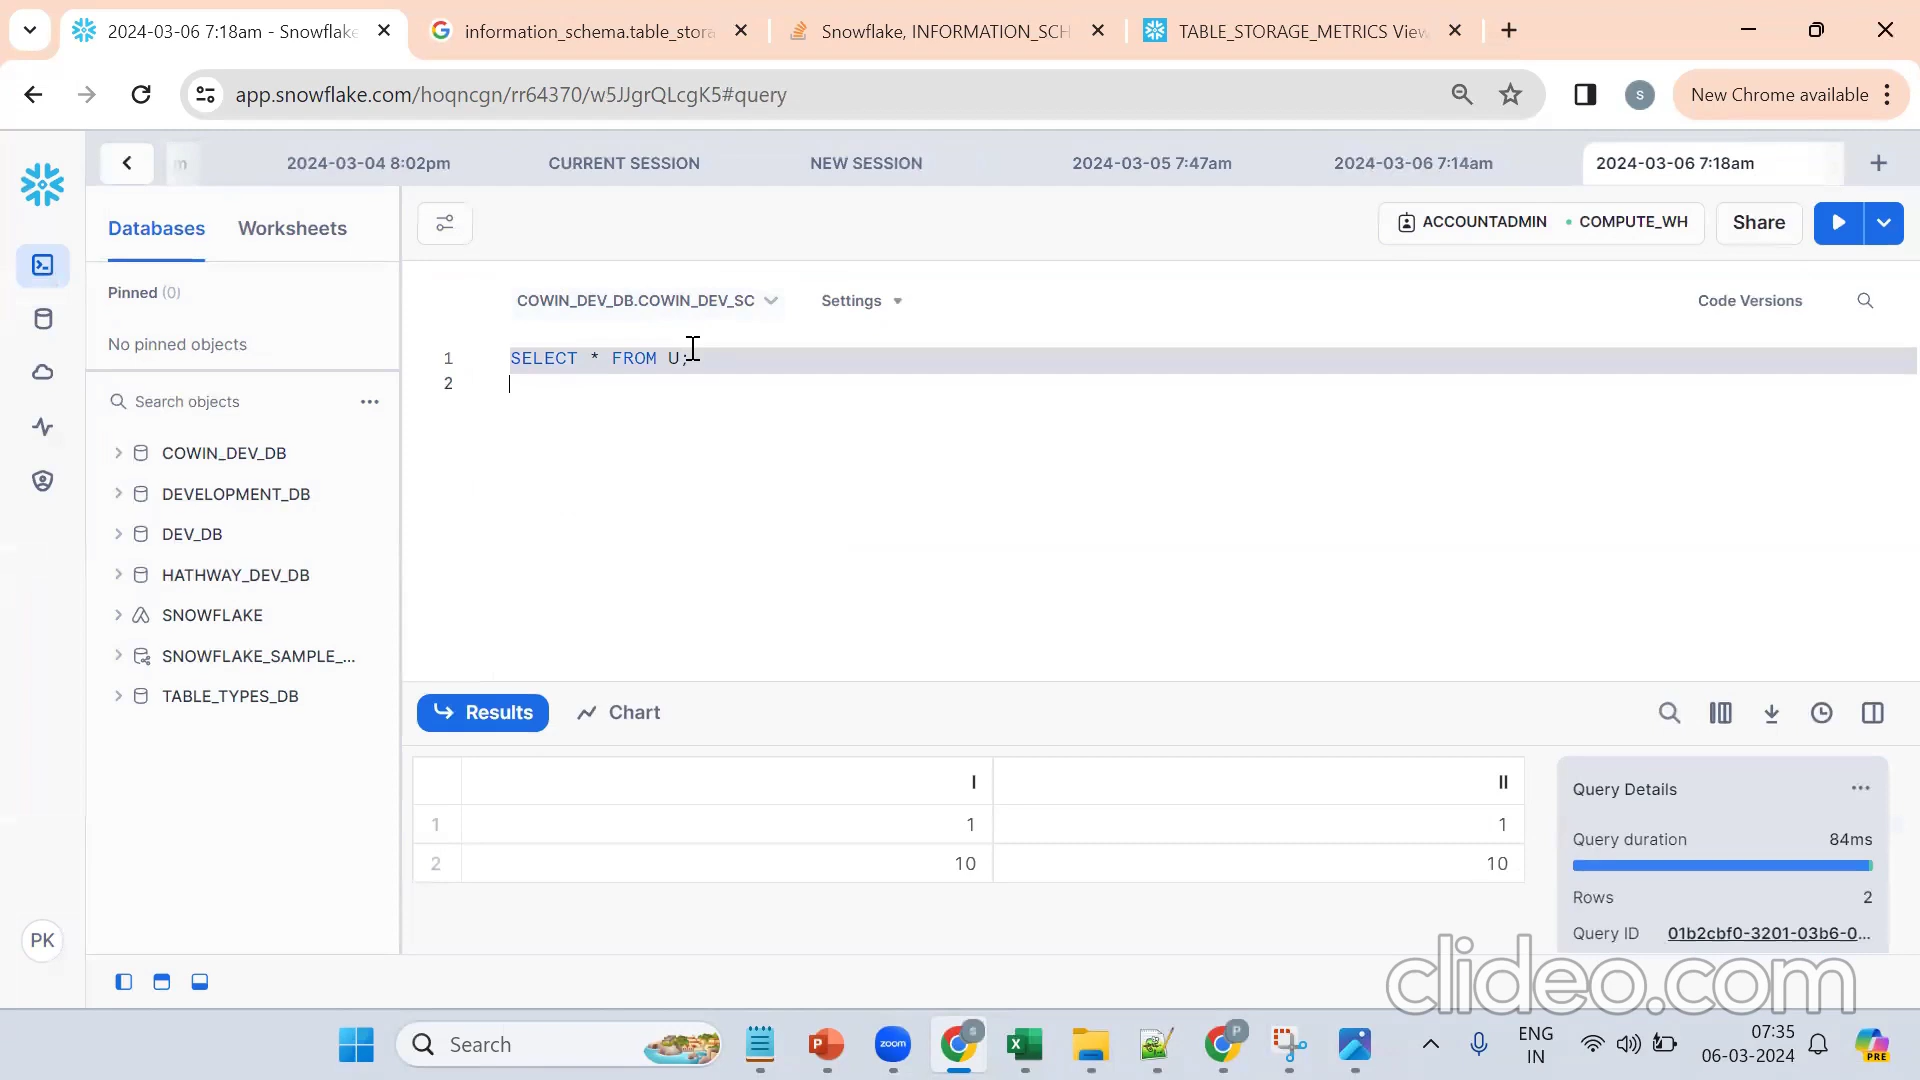 2024-03-06 7:18am - Snowflake
information_schema.table_stora
Snowflake, INFORMATION_SCH
TABLE_STORAGE_METRICS View
app.snowflake.com/hoqncgn/rr64370/w5JJgrQLcgK5#query
S
New Chrome available
m
2024-03-04 8:02pm
CURRENT SESSION
NEW SESSION
2024-03-05 7:47am
2024-03-06 7:14am
2024-03-06 7:18am
Databases
Worksheets
ACCOUNTADMIN
COMPUTE_WH
Share
Pinned (0)
No pinned objects
COWIN_DEV_DB.COWIN_DEV_SC
Settings
Code Versions
1 SELECT * FROM U;
2
Search objects
COWIN_DEV_DB
DEVELOPMENT_DB
DEV_DB
HATHWAY_DEV_DB
SNOWFLAKE
SNOWFLAKE_SAMPLE_...
TABLE_TYPES_DB
Results
Chart
I II
1 1 1
2 10 10
Query Details
Query duration 84ms
Rows 2
Query ID 01b2cbf0-3201-03b6-0...
PK
clideo.com
Search
P
zoom
S
X
P
ENG
IN
07:35
06-03-2024
PRE